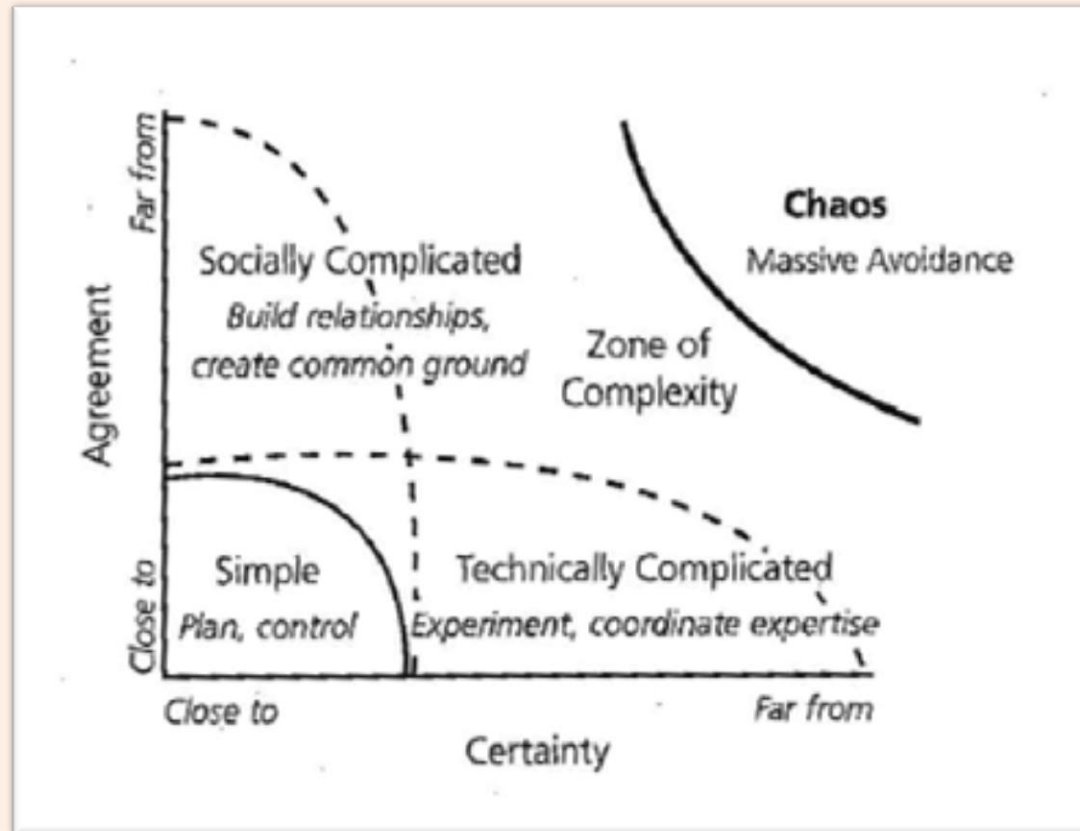 Far from
Agreement
Close to
Chaos
Massive Avoidance
Socially Complicated
Build relationships,
create common ground
Zone of
Complexity
Simple
Plan, control
Technically Complicated
Experiment, coordinate expertise
Close to
Far from
Certainty